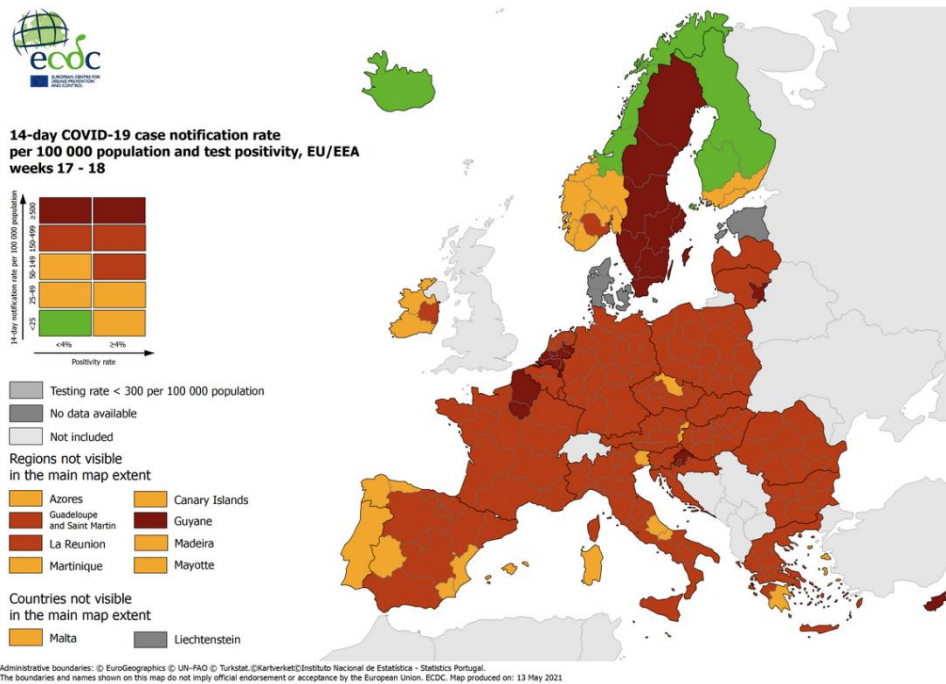 ecdc
EUROPEAN CENTRE FOR
DISEASE PREVENTION
AND CONTROL
14-day COVID-19 case notification rate
per 100 000 population and test positivity, EU/EEA
weeks 17 - 18
14-day notification rate per 100 000 population
≥500
150-499
50-149
25-49
<25
<4%
≥4%
Positivity rate
Testing rate < 300 per 100 000 population
No data available
Not included
Regions not visible
in the main map extent
Azores
Canary Islands
Guadeloupe
and Saint Martin
Guyane
La Reunion
Madeira
Martinique
Mayotte
Countries not visible
in the main map extent
Malta
Liechtenstein
Administrative boundaries: © EuroGeographics © UN–FAO © Turkstat.©Kartverket©Instituto Nacional de Estatística - Statistics Portugal.
The boundaries and names shown on this map do not imply official endorsement or acceptance by the European Union. ECDC. Map produced on: 13 May 2021